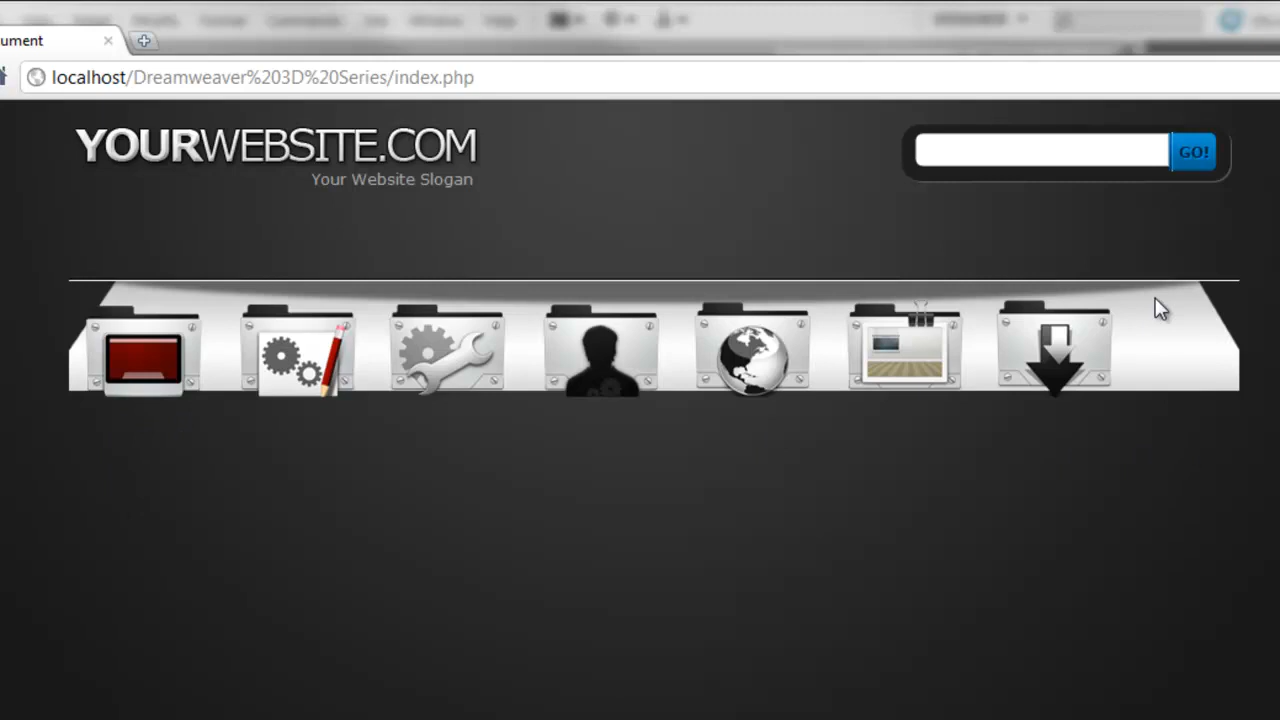 ument
localhost/Dreamweaver%203D%20Series/index.php
YOURWEBSITE.COM
Your Website Slogan
GO!